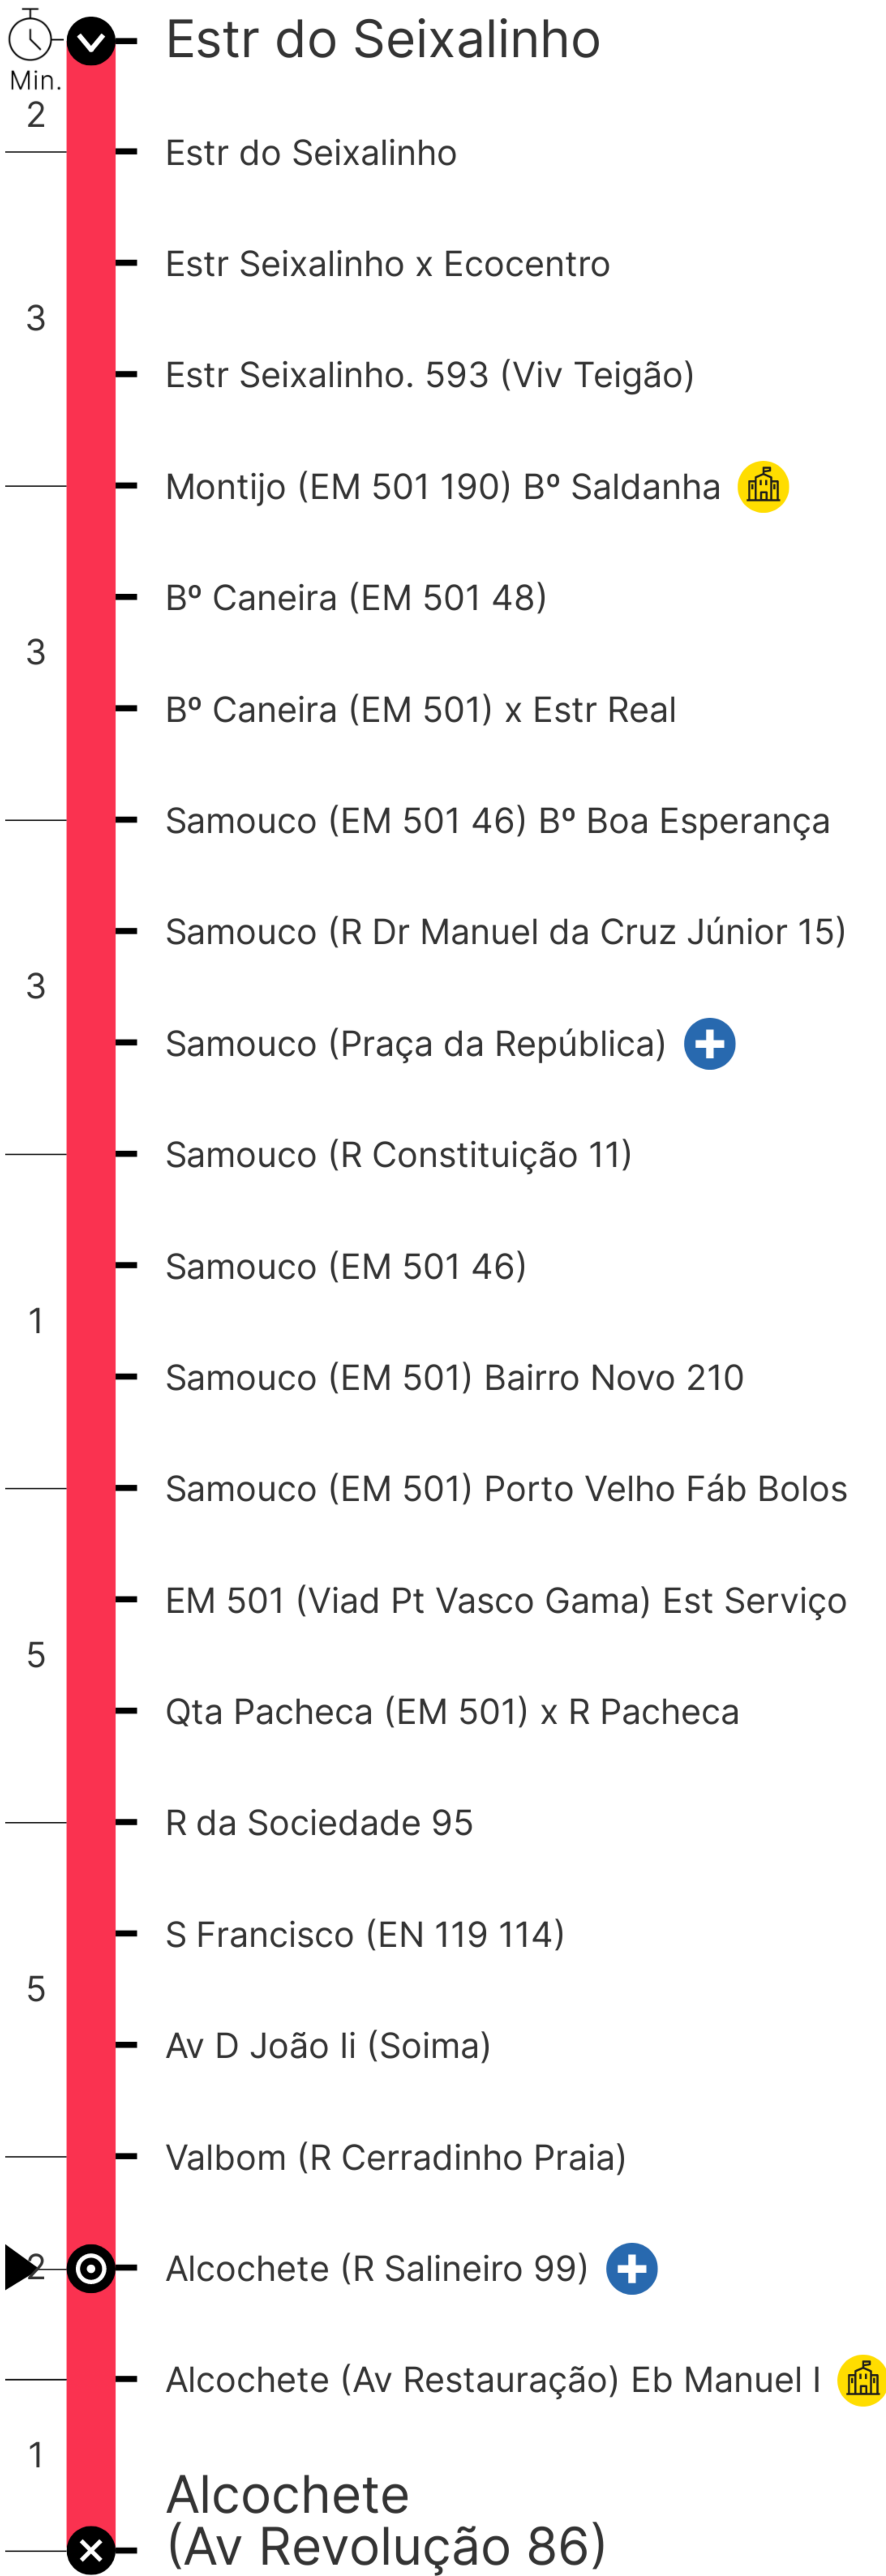 Estr do Seixalinho
Min.
2
Estr do Seixalinho
Estr Seixalinho x Ecocentro
3
Estr Seixalinho. 593 (Viv Teigão)
Montijo (EM 501 190) Bº Saldanha
Bº Caneira (EM 501 48)
3
Bº Caneira (EM 501) x Estr Real
Samouco (EM 501 46) Bº Boa Esperança
Samouco (R Dr Manuel da Cruz Júnior 15)
3
Samouco (Praça da República)
Samouco (R Constituição 11)
Samouco (EM 501 46)
1
Samouco (EM 501) Bairro Novo 210
Samouco (EM 501) Porto Velho Fáb Bolos
EM 501 (Viad Pt Vasco Gama) Est Serviço
5
Qta Pacheca (EM 501) x R Pacheca
R da Sociedade 95
S Francisco (EN 119 114)
5
Av D João Ii (Soima)
Valbom (R Cerradinho Praia)
2
Alcochete (R Salineiro 99)
Alcochete (Av Restauração) Eb Manuel I
1
Alcochete
(Av Revolução 86)